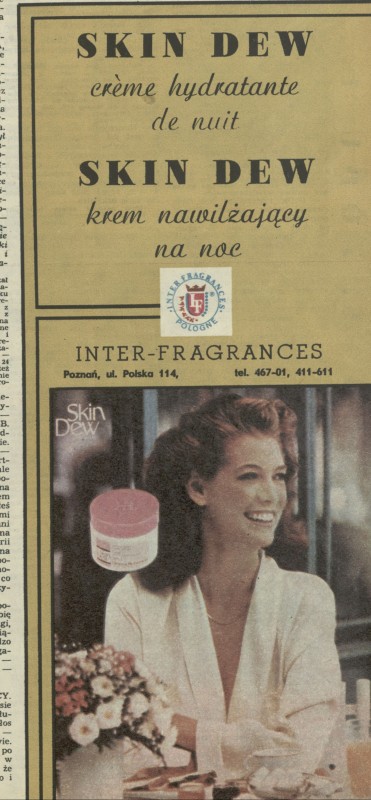 SKIN DEW
crème hydratante
de nuit
SKIN DEW
krem nawilżający
na noc
INTER FRAGRANCES
POLOGNE
INTER-FRAGRANCES
Poznań, ul. Polska 114, tel. 467-01, 411-611
Skin
Dew